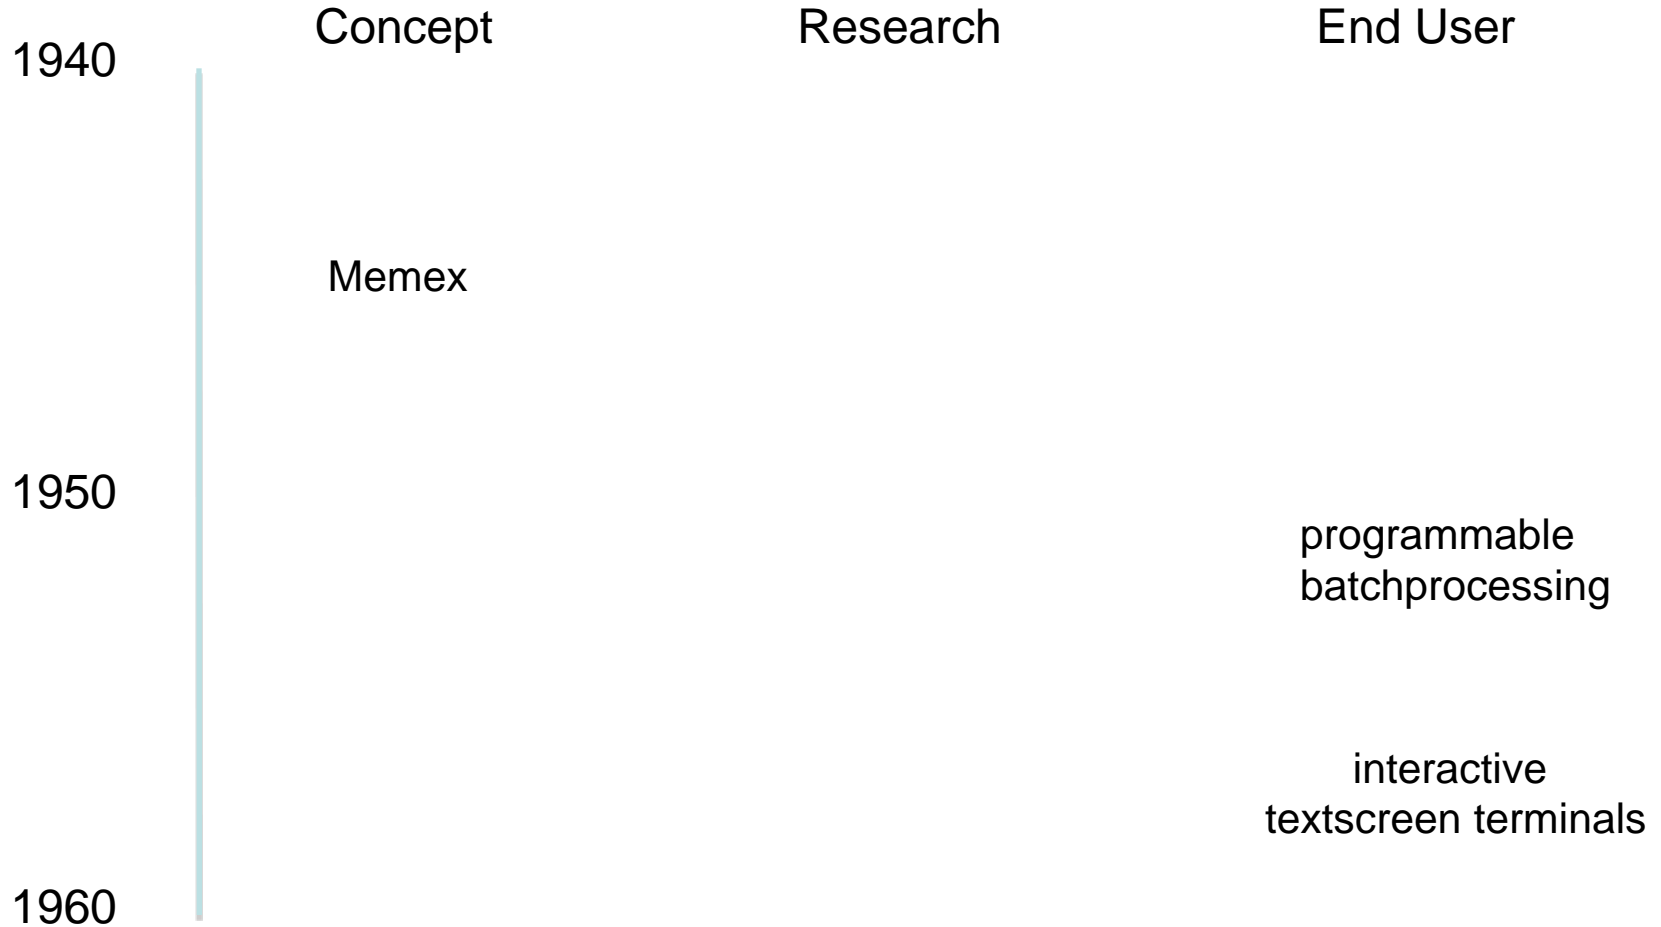 Concept Research End User
1940
Memex
1950
programmable
batchprocessing
interactive
textscreen terminals
1960